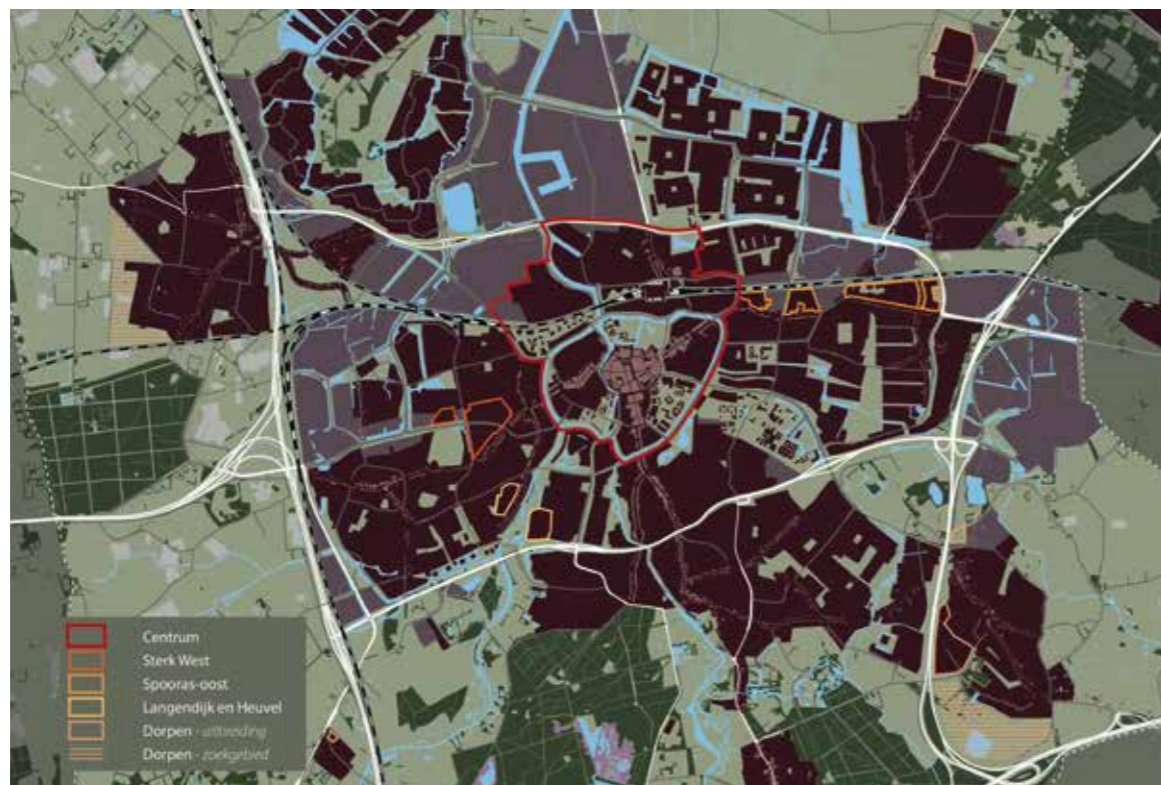 Centrum
Sterk West
Spooras-oost
Langendijk en Heuvel
Dorpen - uitbreiding
Dorpen - zoekgebied